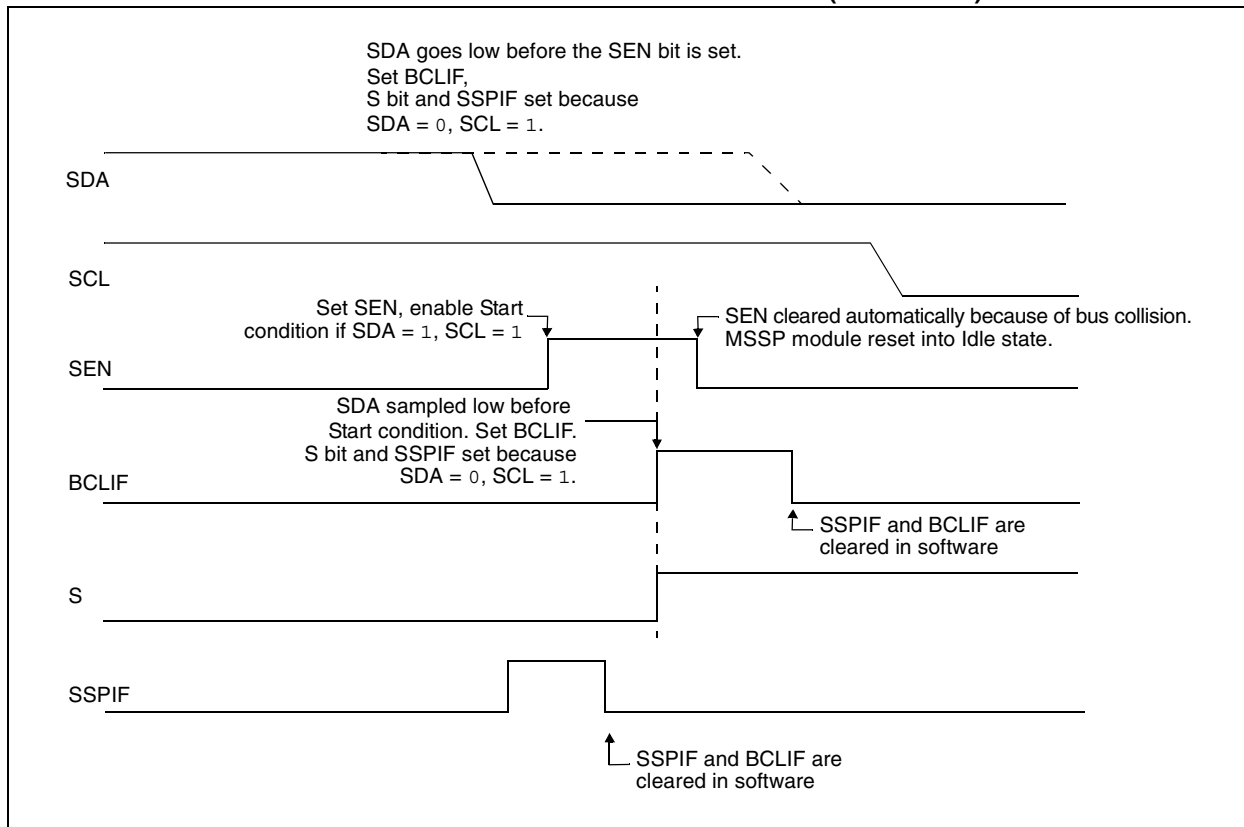 SDA goes low before the SEN bit is set.
Set BCLIF,
S bit and SSPIF set because
SDA = 0, SCL = 1.
SDA
SCL
Set SEN, enable Start
condition if SDA = 1, SCL = 1
SEN cleared automatically because of bus collision.
MSSP module reset into Idle state.
SEN
SDA sampled low before
Start condition. Set BCLIF.
S bit and SSPIF set because
SDA = 0, SCL = 1.
BCLIF
SSPIF and BCLIF are
cleared in software
S
SSPIF
SSPIF and BCLIF are
cleared in software